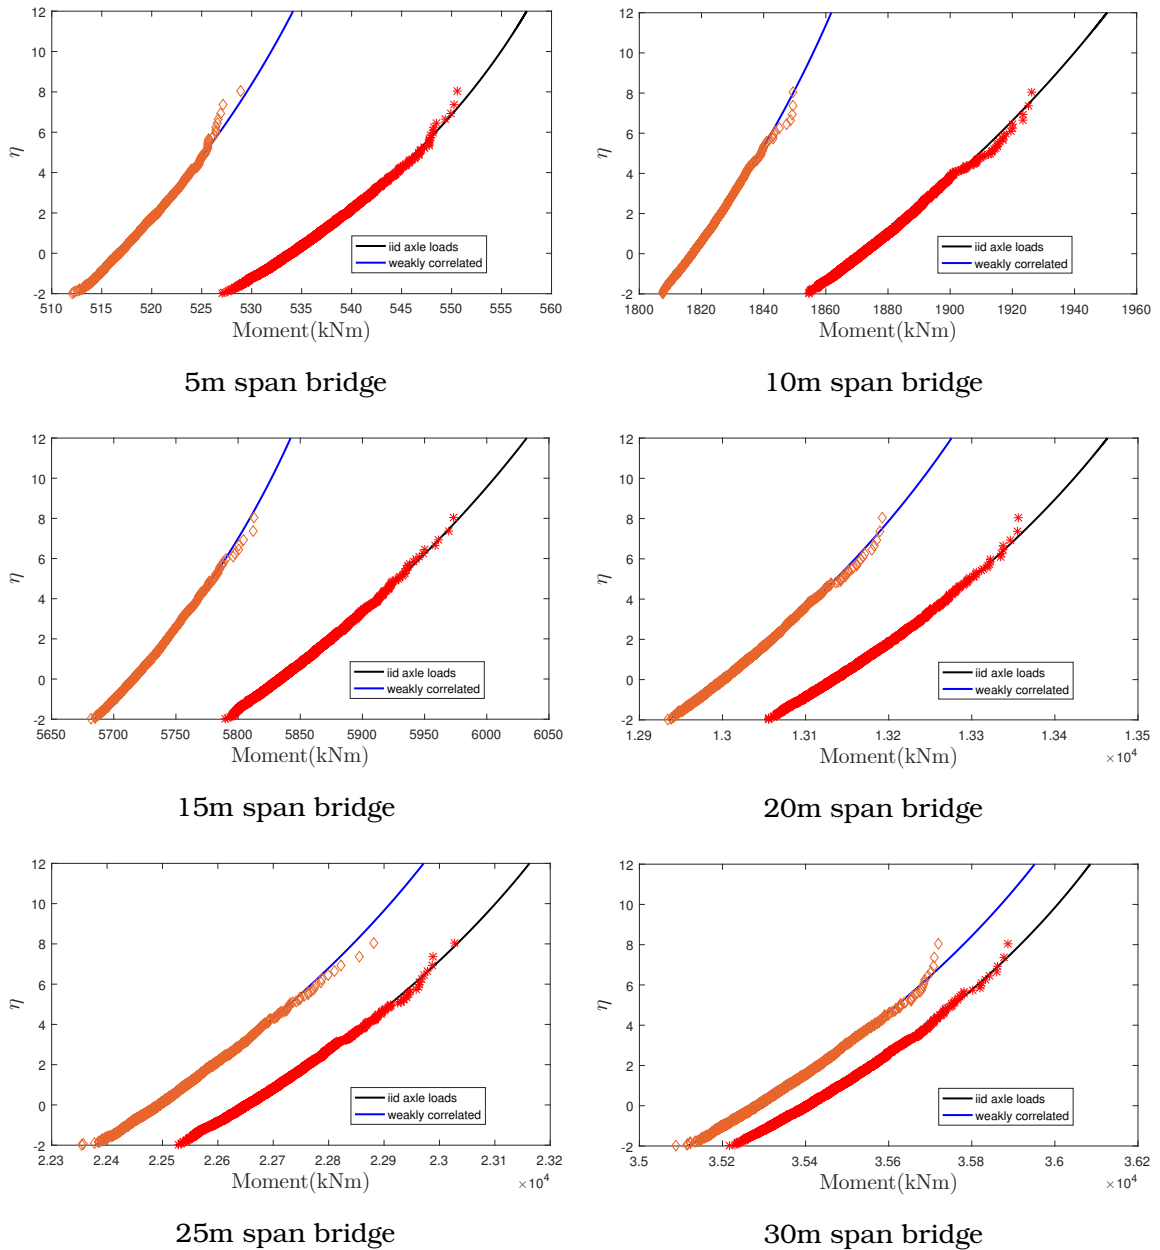 12
10
8
6
4
2
0
-2
η
510 515 520 525 530 535 540 545 550 555 560
Moment(kNm)
iid axle loads
weakly correlated
5m span bridge
12
10
8
6
4
2
0
-2
η
1800 1820 1840 1860 1880 1900 1920 1940 1960
Moment(kNm)
iid axle loads
weakly correlated
10m span bridge
12
10
8
6
4
2
0
-2
η
5650 5700 5750 5800 5850 5900 5950 6000 6050
Moment(kNm)
iid axle loads
weakly correlated
15m span bridge
12
10
8
6
4
2
0
-2
η
1.29 1.3 1.31 1.32 1.33 1.34 1.35
Moment(kNm)
×10⁴
iid axle loads
weakly correlated
20m span bridge
12
10
8
6
4
2
0
-2
η
2.23 2.24 2.25 2.26 2.27 2.28 2.29 2.3 2.31 2.32
Moment(kNm)
×10⁴
iid axle loads
weakly correlated
25m span bridge
12
10
8
6
4
2
0
-2
η
3.5 3.52 3.54 3.56 3.58 3.6 3.62
Moment(kNm)
×10⁴
iid axle loads
weakly correlated
30m span bridge